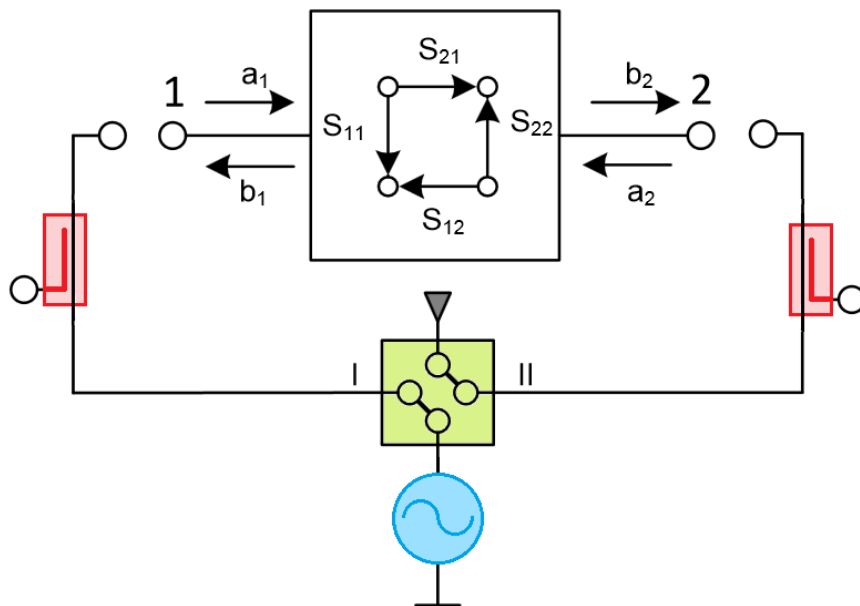 S₂₁
1 a₁ b₂ 2
S₁₁ S₂₂
b₁ S₁₂ a₂
I II